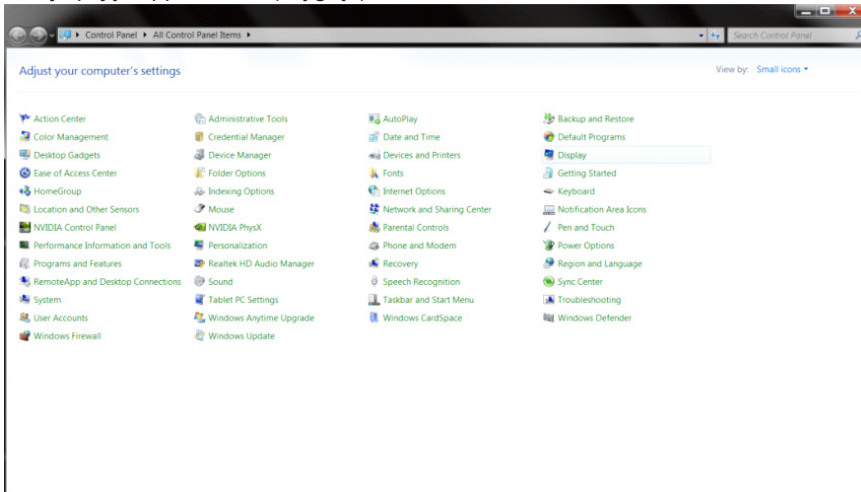 Control Panel ▸ All Control Panel Items ▸ Search Control Panel
Adjust your computer's settings View by: Small icons
Action Center Administrative Tools AutoPlay Backup and Restore
Color Management Credential Manager Date and Time Default Programs
Desktop Gadgets Device Manager Devices and Printers Display
Ease of Access Center Folder Options Fonts Getting Started
HomeGroup Indexing Options Internet Options Keyboard
Location and Other Sensors Mouse Network and Sharing Center Notification Area Icons
NVIDIA Control Panel NVIDIA PhysX Parental Controls Pen and Touch
Performance Information and Tools Personalization Phone and Modem Power Options
Programs and Features Realtek HD Audio Manager Recovery Region and Language
RemoteApp and Desktop Connections Sound Speech Recognition Sync Center
System Tablet PC Settings Taskbar and Start Menu Troubleshooting
User Accounts Windows Anytime Upgrade Windows CardSpace Windows Defender
Windows Firewall Windows Update